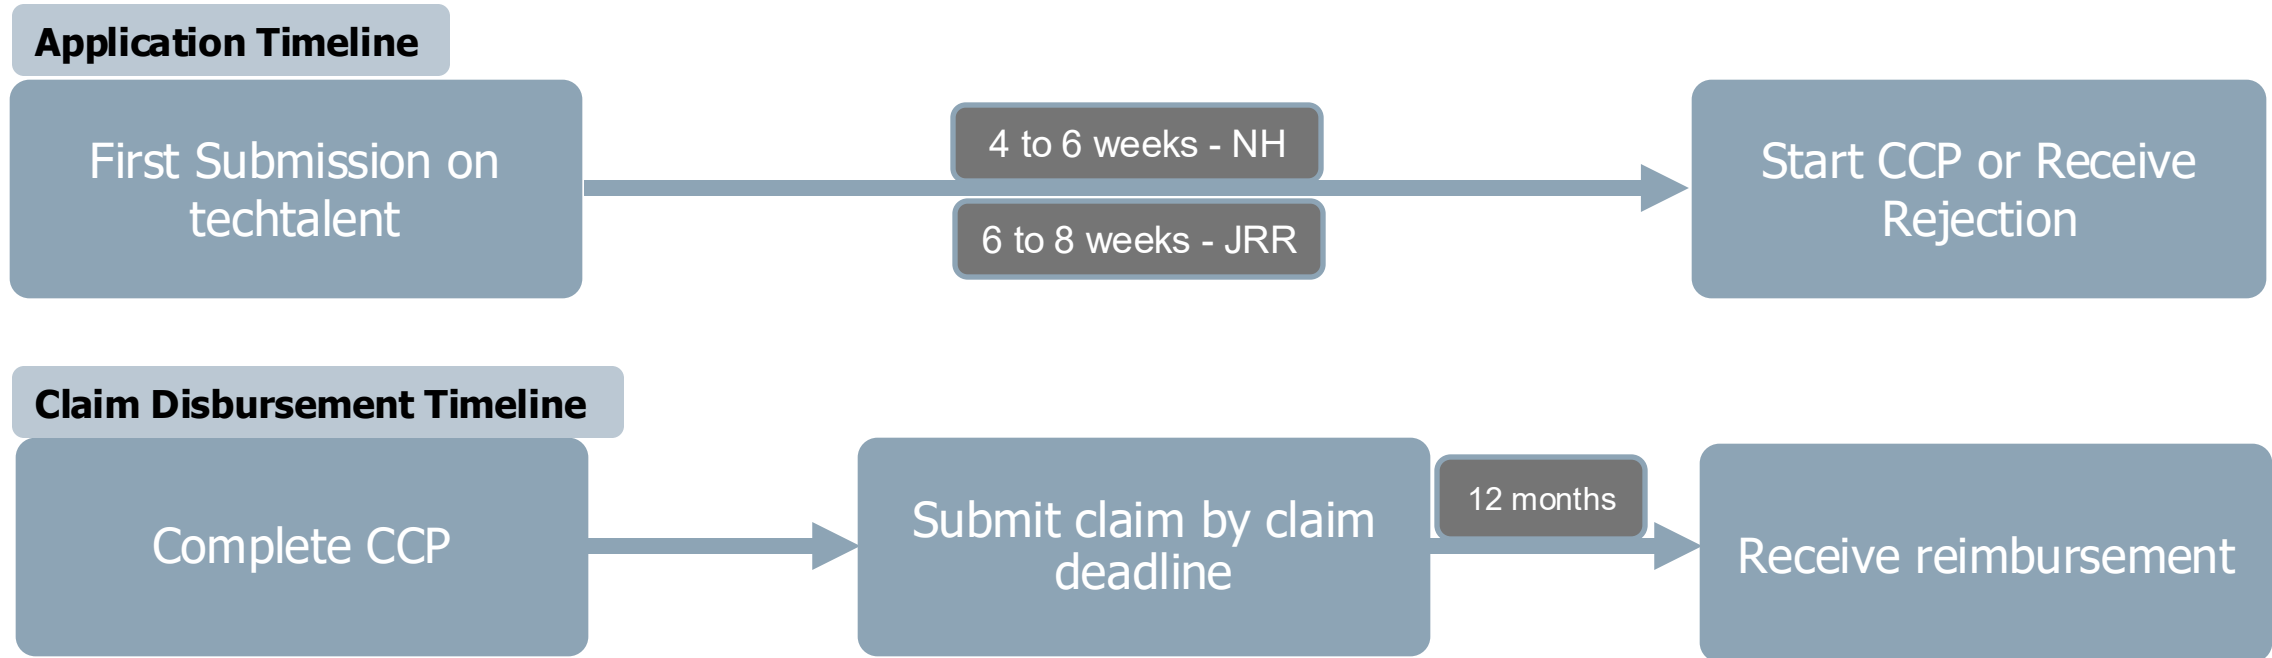 Application Timeline
First Submission on
techtalent
4 to 6 weeks - NH
6 to 8 weeks - JRR
Start CCP or Receive
Rejection
Claim Disbursement Timeline
Complete CCP
Submit claim by claim
deadline
12 months
Receive reimbursement